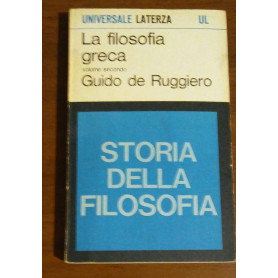 UNIVERSALE LATERZA UL
La filosofia
greca
volume secondo
Guido de Ruggiero
STORIA
DELLA
FILOSOFIA